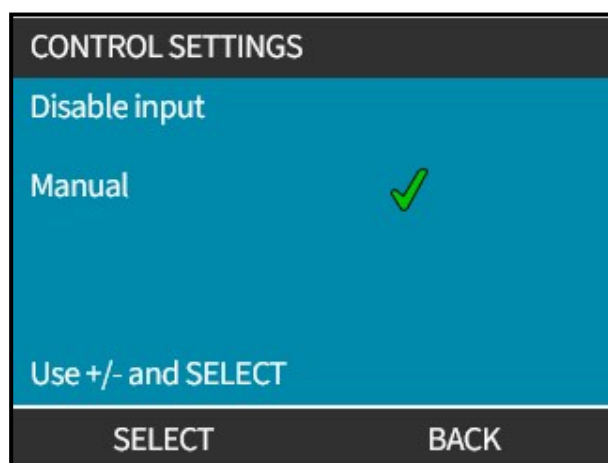 CONTROL SETTINGS
Disable input
Manual
Use +/- and SELECT
SELECT BACK